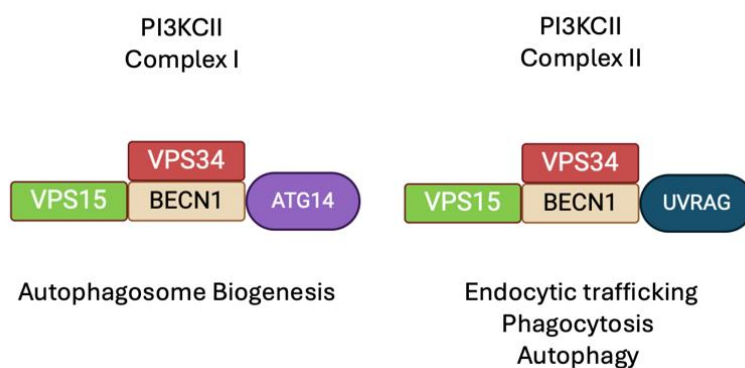 PI3KCII
Complex I
VPS34
VPS15
BECN1
ATG14
Autophagosome Biogenesis
PI3KCII
Complex II
VPS34
VPS15
BECN1
UVRAG
Endocytic trafficking
Phagocytosis
Autophagy